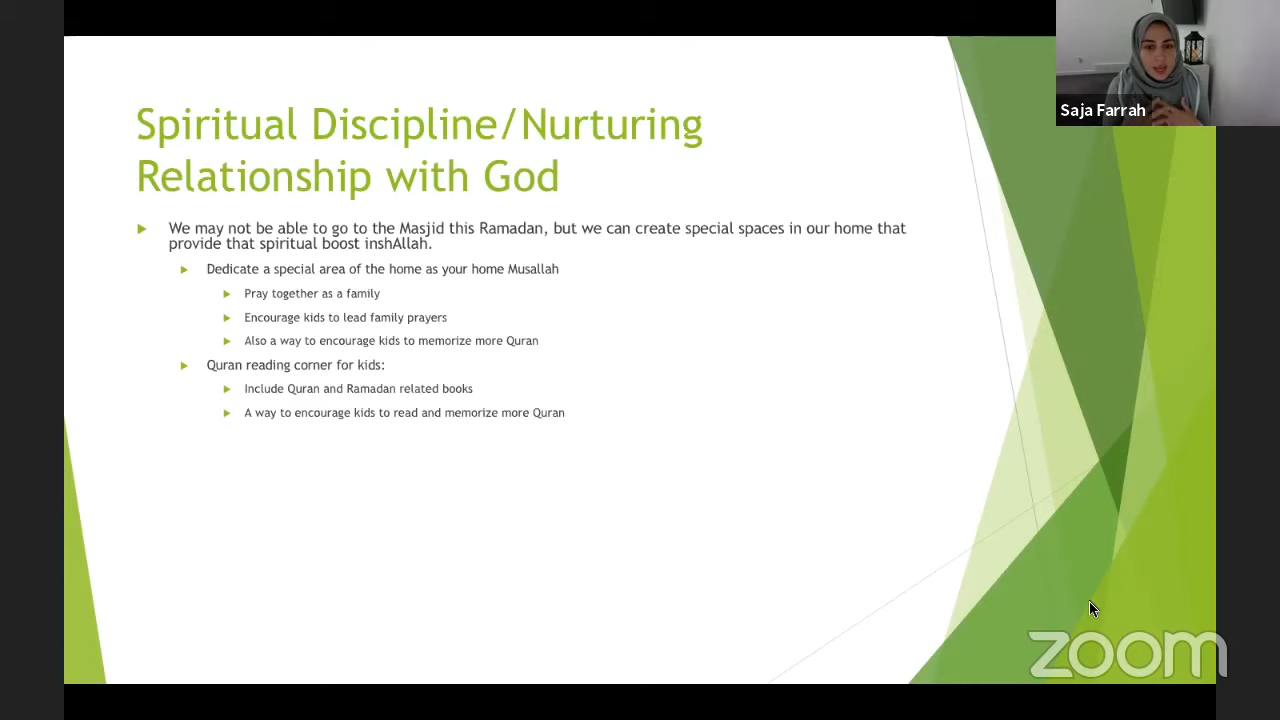 Saja Farrah
Spiritual Discipline/Nurturing
Relationship with God
We may not be able to go to the Masjid this Ramadan, but we can create special spaces in our home that
provide that spiritual boost inshAllah.
Dedicate a special area of the home as your home Musallah
Pray together as a family
Encourage kids to lead family prayers
Also a way to encourage kids to memorize more Quran
Quran reading corner for kids:
Include Quran and Ramadan related books
A way to encourage kids to read and memorize more Quran
zoom